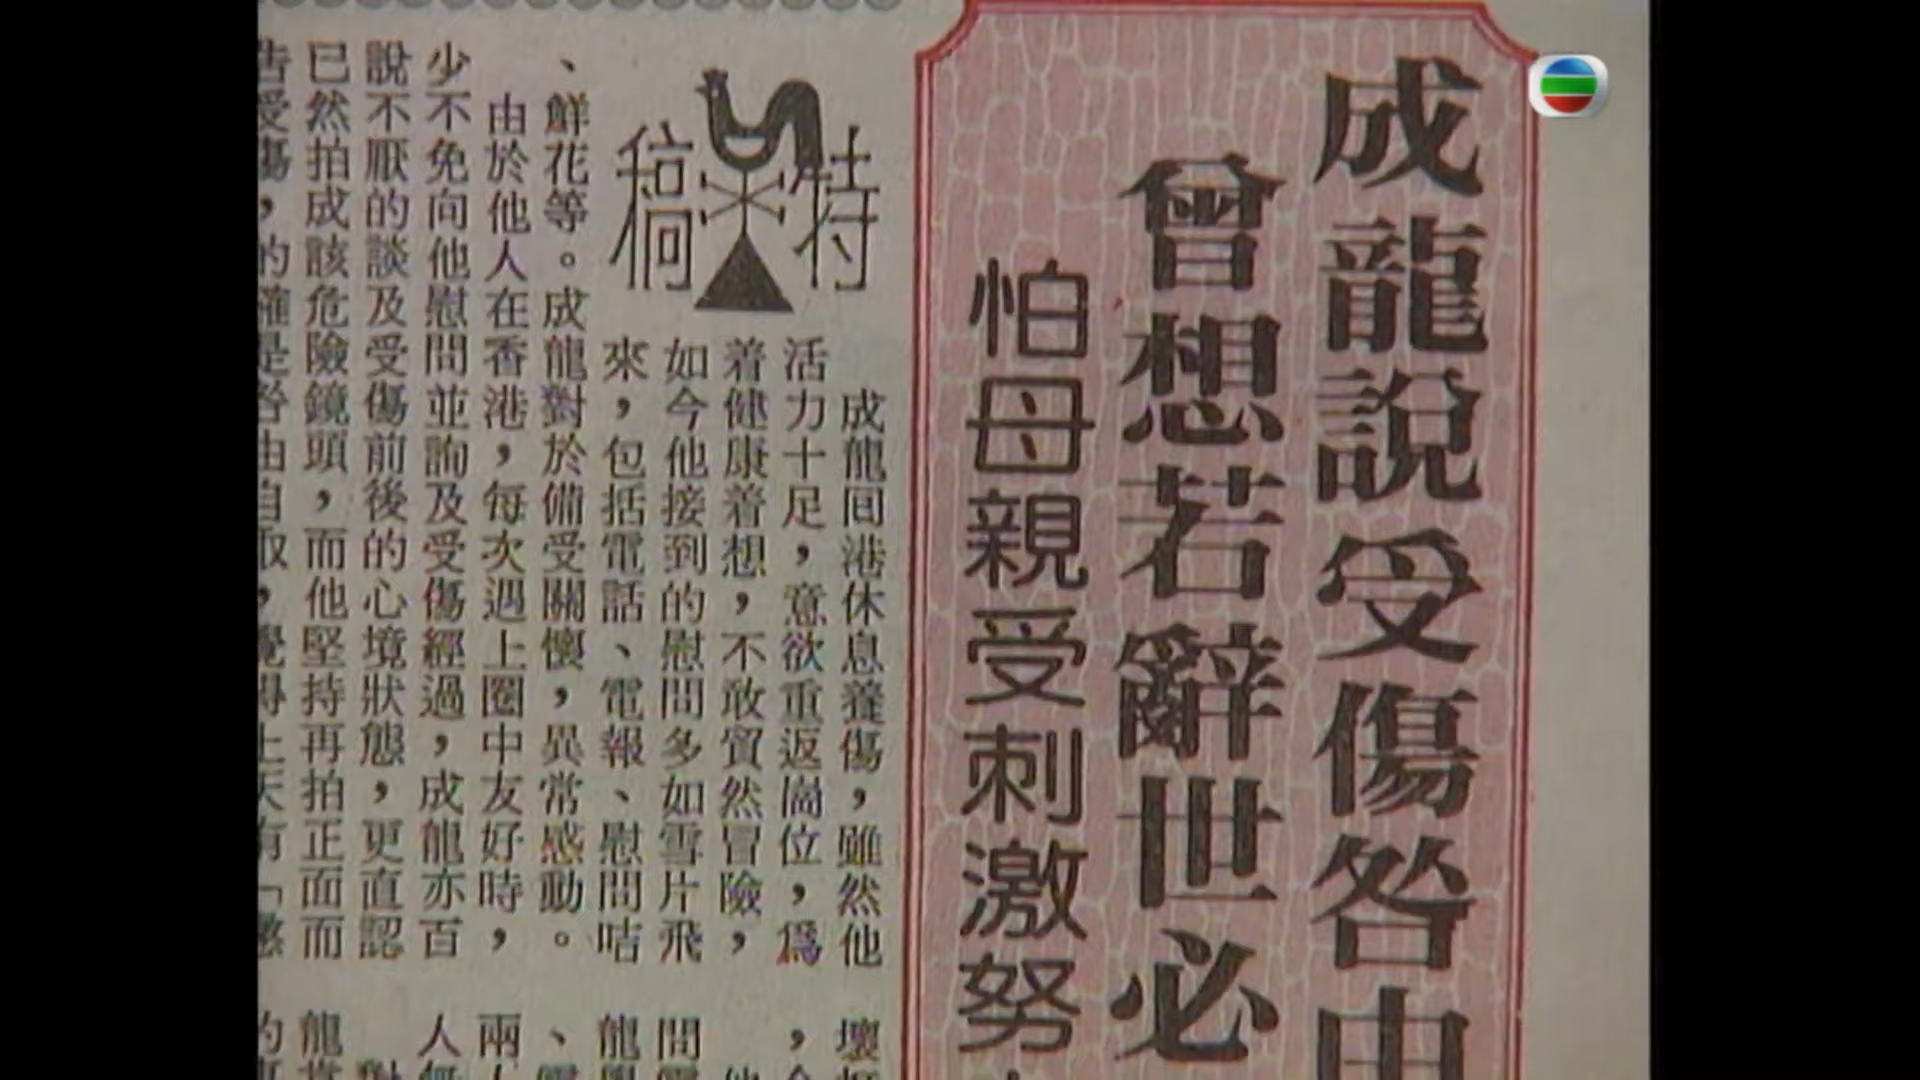 成龍說受傷咎由
曾想若辭世必
怕母親受刺激努
特稿
成龍回港休息養傷，雖然他
活力十足，意欲重返崗位，爲
着健康着想，不敢貿然冒險，
如今他接到的慰問多如雪片飛
來，包括電話、電報、慰問咭
、鮮花等。成龍對於備受關懷，異常感動。
由於他人在香港，每次遇上圈中友好時，
少不免向他慰問並詢及受傷經過，成龍亦百
說不厭的談及受傷前後的心境狀態，更直認
已然拍成該危險鏡頭，而他堅持再拍正面而
告受傷，的確是咎由自取，覺得上天有「
壞
，
問
龍
、
兩
人
龍
的